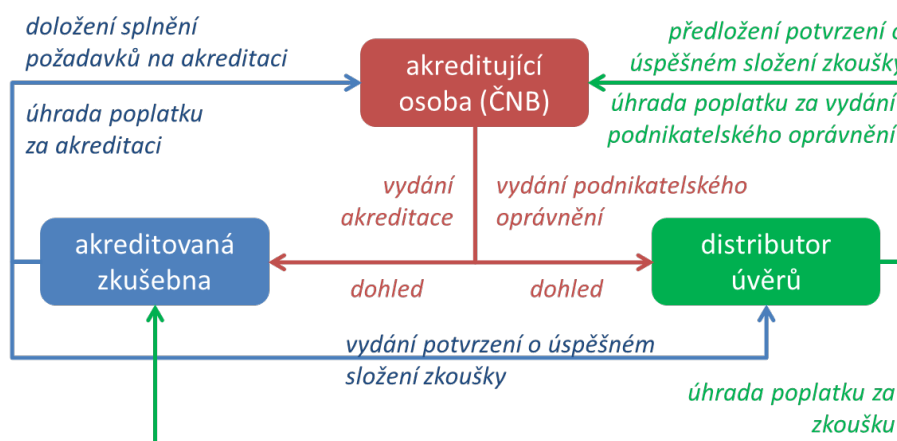 doložení splnění
požadavků na akreditaci
úhrada poplatku
za akreditaci
akreditující
osoba (ČNB)
předložení potvrzení o
úspěšném složení zkoušky
úhrada poplatku za vydání
podnikatelského oprávnění
vydání
akreditace
vydání podnikatelského
oprávnění
akreditovaná
zkušebna
distributor
úvěrů
dohled
dohled
vydání potvrzení o úspěšném
složení zkoušky
úhrada poplatku za
zkoušku